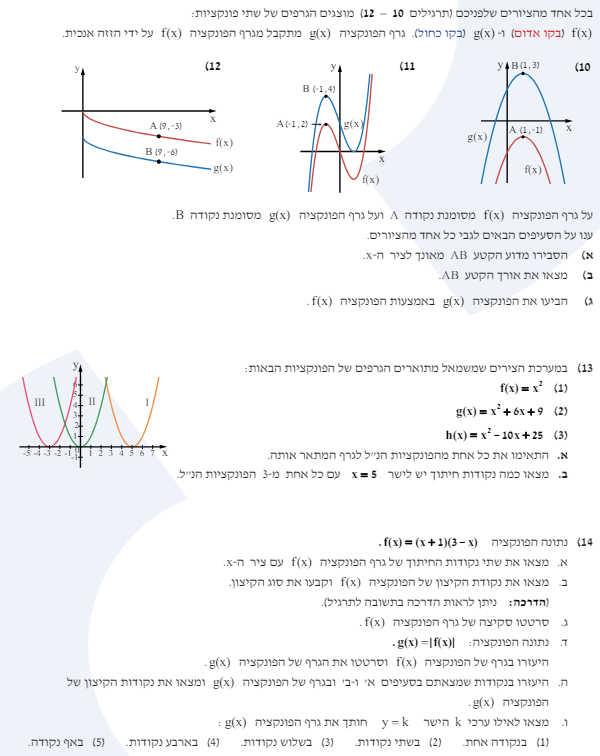 בכל אחד מהציורים שלפניכם (תרגילים 10 – 12) מוצגים הגרפים של שתי פונקציות:
f(x) (בקו אדום) ו- g(x) (בקו כחול). גרף הפונקציה g(x) מתקבל מגרף הפונקציה f(x) על ידי הזזה אנכית.
10)
y
B (1, 3)
x
A (1, -1)
g(x)
f(x)
11)
y
B (-1, 4)
A (-1, 2)
g(x)
x
f(x)
12)
y
x
A (9, -3)
f(x)
B (9, -6)
g(x)
על גרף הפונקציה f(x) מסומנת נקודה A ועל גרף הפונקציה g(x) מסומנת נקודה B.
ענו על הסעיפים הבאים לגבי כל אחד מהציורים.
א) הסבירו מדוע הקטע AB מאונך לציר ה-x.
ב) מצאו את אורך הקטע AB.
ג) הביעו את הפונקציה g(x) באמצעות הפונקציה f(x).
13) במערכת הצירים שמשמאל מתוארים הגרפים של הפונקציות הבאות:
(1) f(x) = x²
(2) g(x) = x² + 6x + 9
(3) h(x) = x² – 10x + 25
א. התאימו את כל אחת מהפונקציות הנ״ל לגרף המתאר אותה.
ב. מצאו כמה נקודות חיתוך יש לישר x = 5 עם כל אחת מ-3 הפונקציות הנ״ל.
y
6
5
4
3
2
1
-1
III
II
I
-5 -4 -3 -2 -1 0 1 2 3 4 5 6 7 x
14) נתונה הפונקציה f(x) = (x + 1)(3 – x).
א. מצאו את שתי נקודות החיתוך של גרף הפונקציה f(x) עם ציר ה-x.
ב. מצאו את נקודת הקיצון של הפונקציה f(x) וקבעו את סוג הקיצון.
(הדרכה: ניתן לראות הדרכה בתשובה לתרגיל).
ג. סרטטו סקיצה של גרף הפונקציה f(x).
ד. נתונה הפונקציה: g(x) = |f(x)|.
היעזרו בגרף של הפונקציה f(x) וסרטטו את הגרף של הפונקציה g(x).
ה. היעזרו בנקודות שמצאתם בסעיפים א׳ ו-ב׳ ובגרף של הפונקציה g(x) ומצאו את נקודות הקיצון של
הפונקציה g(x).
ו. מצאו לאילו ערכי k הישר y = k חותך את גרף הפונקציה g(x) :
(1) בנקודה אחת. (2) בשתי נקודות. (3) בשלוש נקודות. (4) בארבע נקודות. (5) באף נקודה.